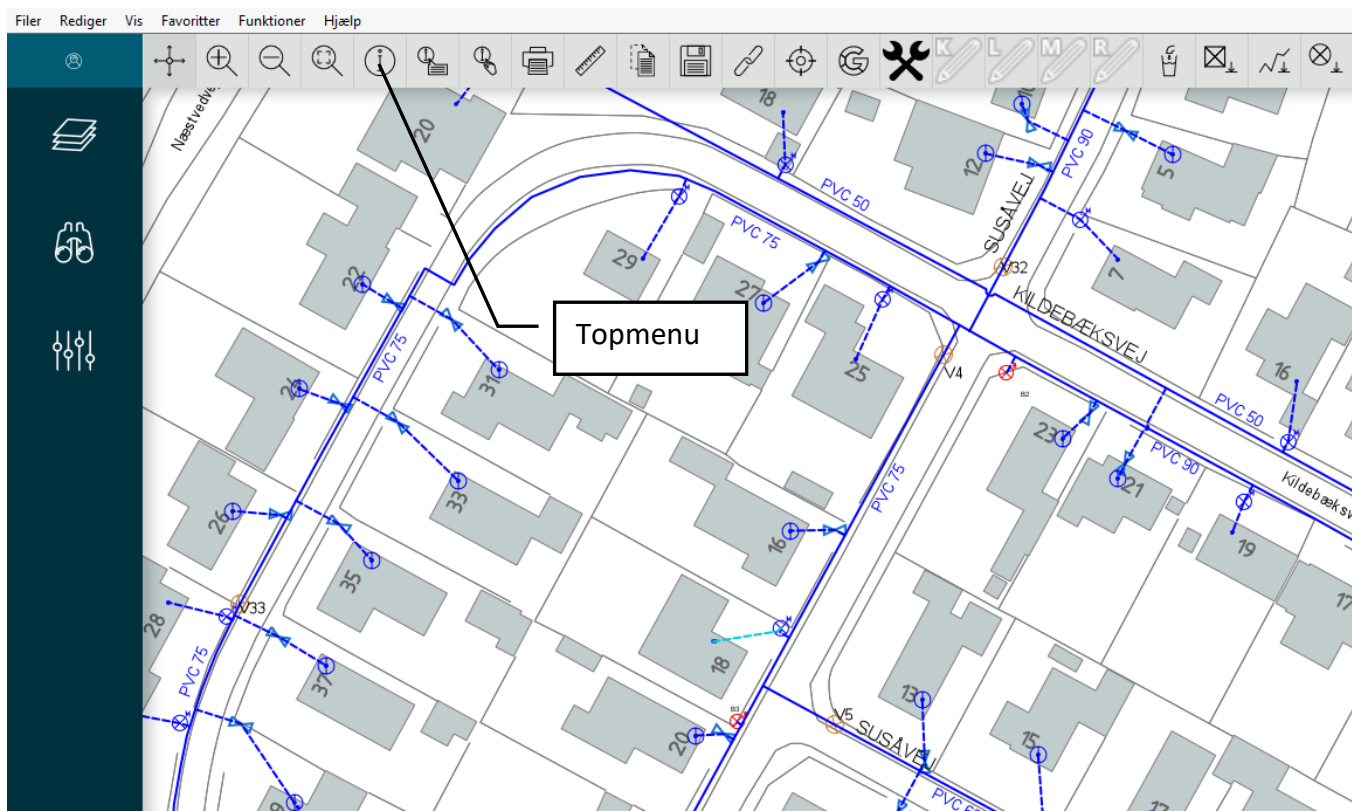 Filer Rediger Vis Favoritter Funktioner Hjælp
K L M R
Næstvedve
20
18
10
12
PVC 90
5
PVC 50
SUSÅVEJ
PVC 75
29
V32
7
22
27
KILDEBÆKSVEJ
Topmenu
PVC 75
31
25
V4
16
24
B2
PVC 50
23
PVC 90
21
33
26
PVC 75
Kildebæksv
16
19
35
17
V33
28
18
PVC 75
37
13
B3
V5
SUSÅVEJ
20
15
17